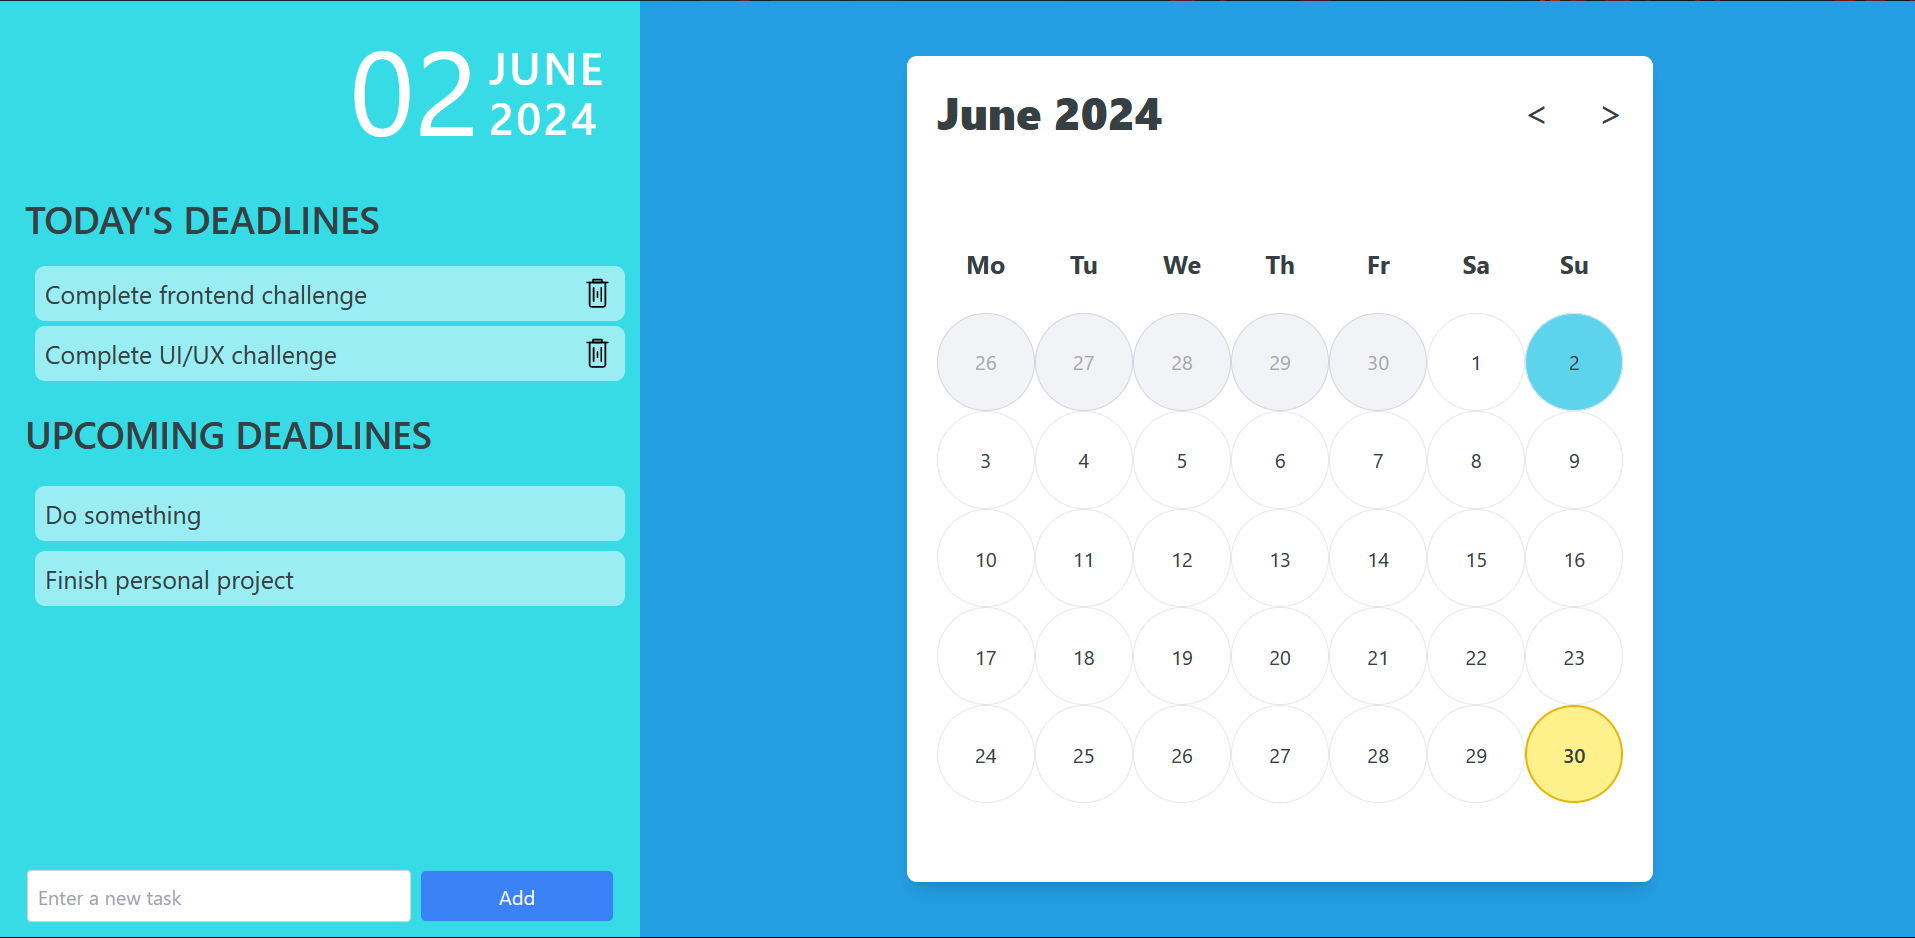 02 JUNE
2024
TODAY'S DEADLINES
Complete frontend challenge
Complete UI/UX challenge
UPCOMING DEADLINES
Do something
Finish personal project
Enter a new task Add
June 2024 < >
Mo Tu We Th Fr Sa Su
26 27 28 29 30 1 2
3 4 5 6 7 8 9
10 11 12 13 14 15 16
17 18 19 20 21 22 23
24 25 26 27 28 29 30